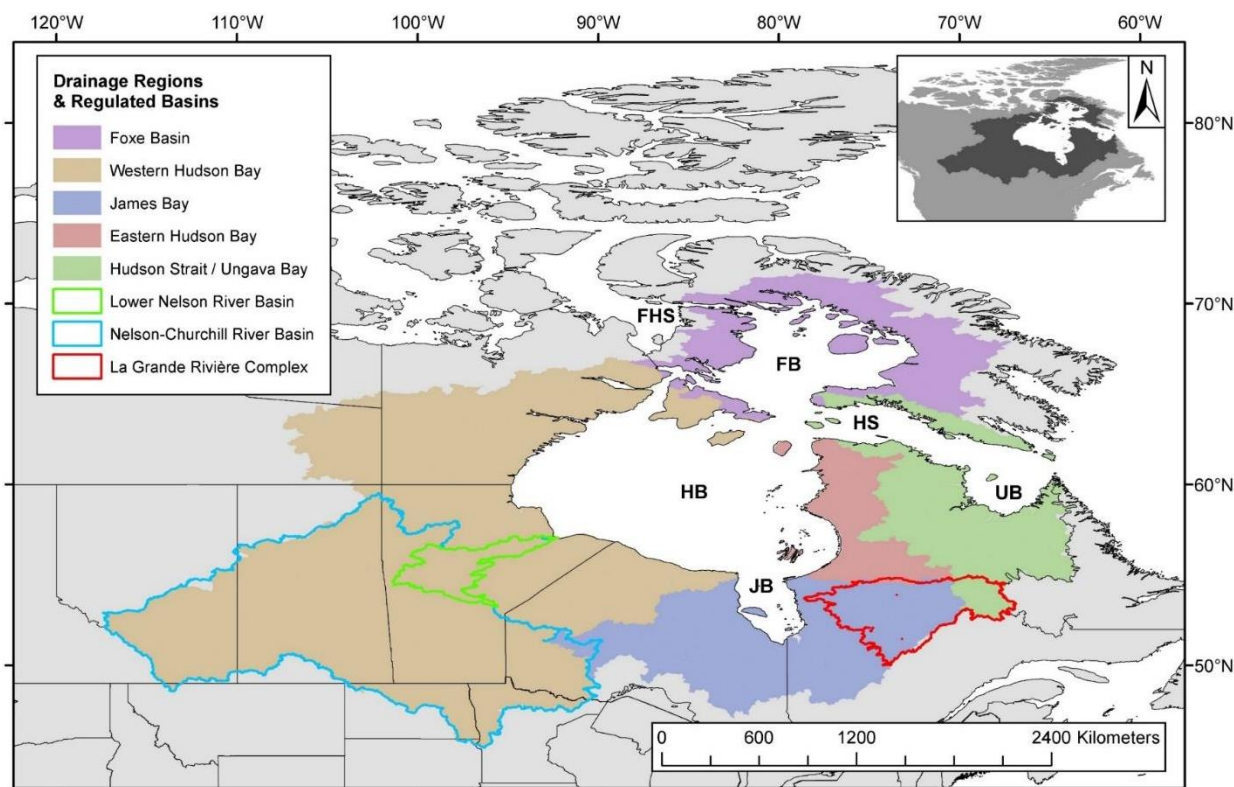 120°W 110°W 100°W 90°W 80°W 70°W 60°W
Drainage Regions
& Regulated Basins
Foxe Basin
Western Hudson Bay
James Bay
Eastern Hudson Bay
Hudson Strait / Ungava Bay
Lower Nelson River Basin
Nelson-Churchill River Basin
La Grande Rivière Complex
N
80°N
70°N
FHS
FB
HS
60°N
HB
UB
JB
50°N
0 600 1200 2400 Kilometers